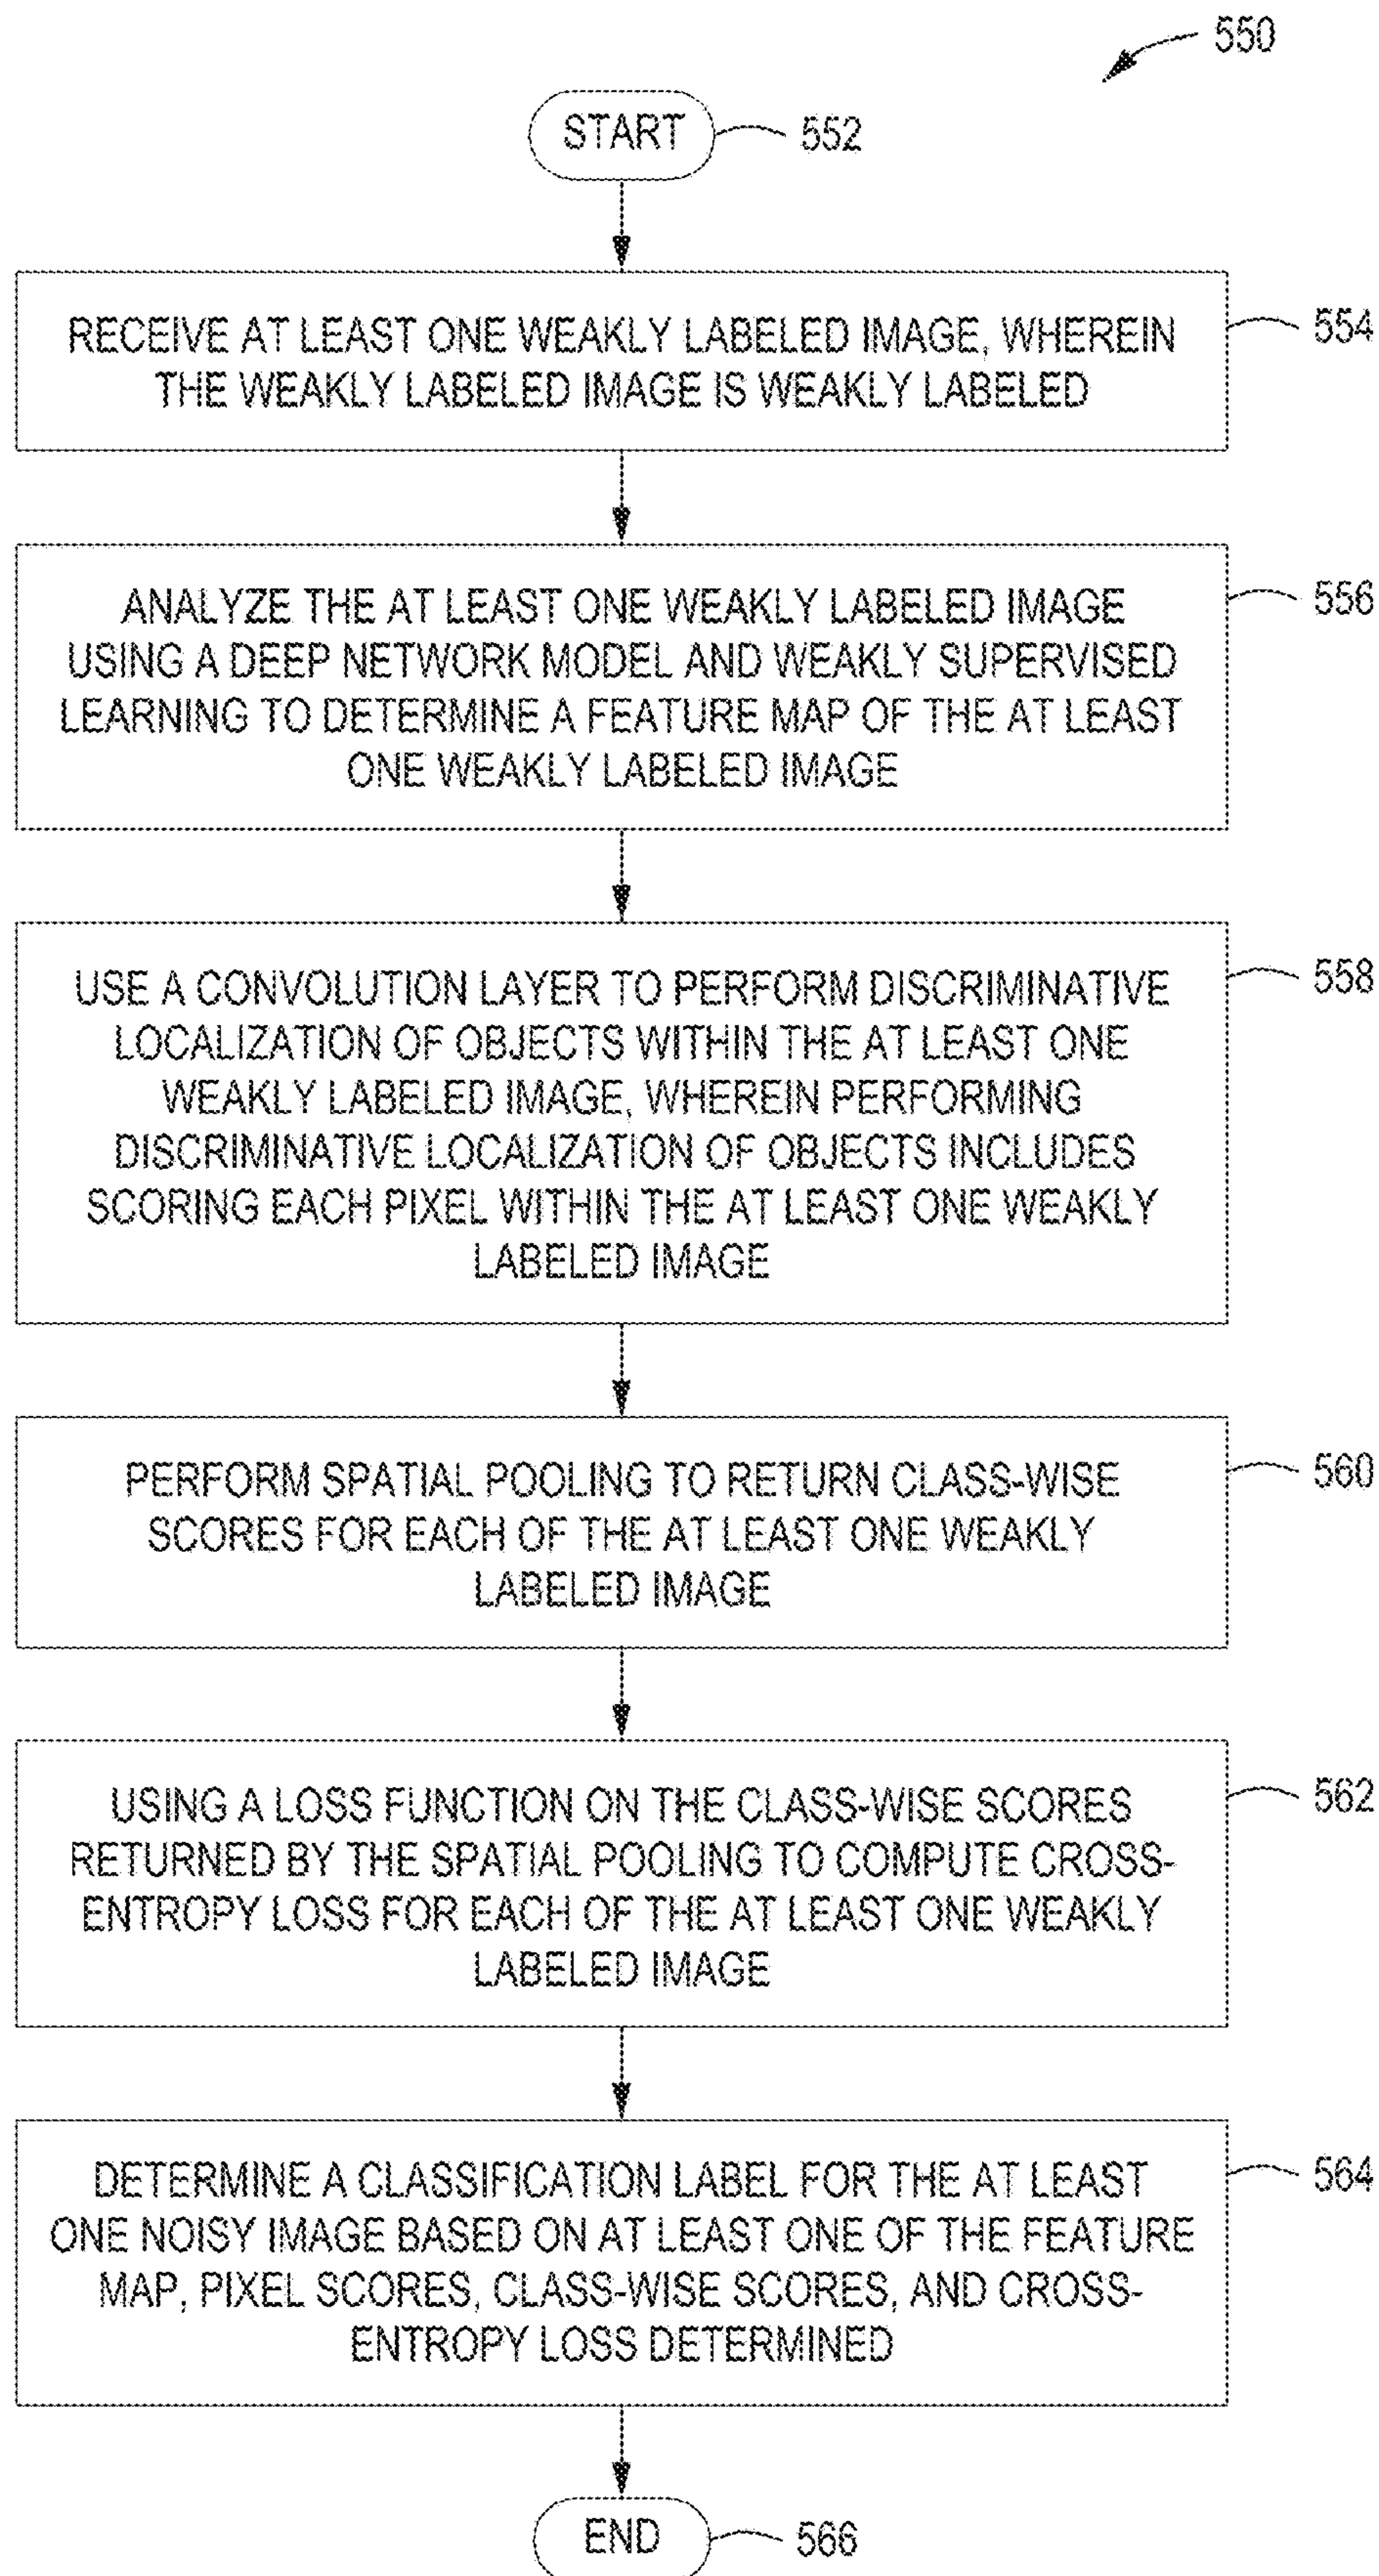 550
START
552
RECEIVE AT LEAST ONE WEAKLY LABELED IMAGE, WHEREIN
THE WEAKLY LABELED IMAGE IS WEAKLY LABELED
554
ANALYZE THE AT LEAST ONE WEAKLY LABELED IMAGE
USING A DEEP NETWORK MODEL AND WEAKLY SUPERVISED
LEARNING TO DETERMINE A FEATURE MAP OF THE AT LEAST
ONE WEAKLY LABELED IMAGE
556
USE A CONVOLUTION LAYER TO PERFORM DISCRIMINATIVE
LOCALIZATION OF OBJECTS WITHIN THE AT LEAST ONE
WEAKLY LABELED IMAGE, WHEREIN PERFORMING
DISCRIMINATIVE LOCALIZATION OF OBJECTS INCLUDES
SCORING EACH PIXEL WITHIN THE AT LEAST ONE WEAKLY
LABELED IMAGE
558
PERFORM SPATIAL POOLING TO RETURN CLASS-WISE
SCORES FOR EACH OF THE AT LEAST ONE WEAKLY
LABELED IMAGE
560
USING A LOSS FUNCTION ON THE CLASS-WISE SCORES
RETURNED BY THE SPATIAL POOLING TO COMPUTE CROSS-
ENTROPY LOSS FOR EACH OF THE AT LEAST ONE WEAKLY
LABELED IMAGE
562
DETERMINE A CLASSIFICATION LABEL FOR THE AT LEAST
ONE NOISY IMAGE BASED ON AT LEAST ONE OF THE FEATURE
MAP, PIXEL SCORES, CLASS-WISE SCORES, AND CROSS-
ENTROPY LOSS DETERMINED
564
END
566